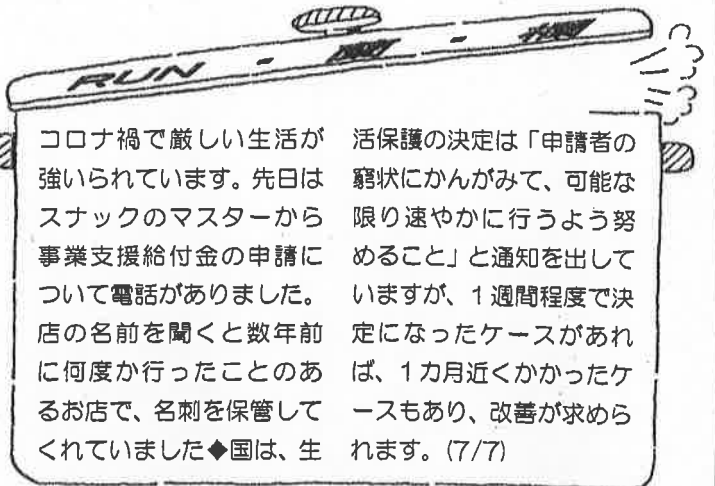 RUN - - 
コロナ禍で厳しい生活が
強いられています。先日は
スナックのマスターから
事業支援給付金の申請に
ついて電話がありました。
店の名前を聞くと数年前
に何度か行ったことのあ
るお店で、名刺を保管して
くれていました◆国は、生
活保護の決定は「申請者の
窮状にかんがみて、可能な
限り速やかに行うよう努
めること」と通知を出して
いますが、1週間程度で決
定になったケースがあれ
ば、1カ月近くかかったケ
ースもあり、改善が求めら
れます。(7/7)